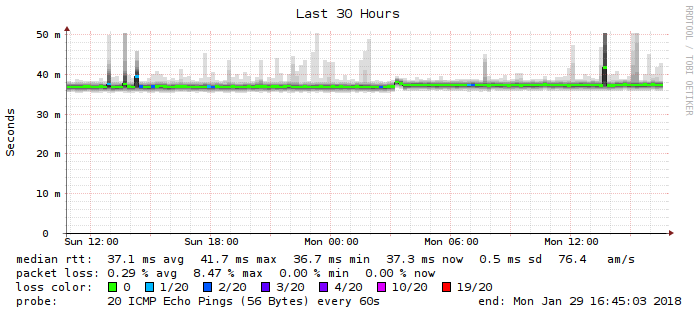 Last 30 Hours
RRDTOOL / TOBI OETIKER
Seconds
50 m
40 m
30 m
20 m
10 m
0
Sun 12:00 Sun 18:00 Mon 00:00 Mon 06:00 Mon 12:00
median rtt: 37.1 ms avg 41.7 ms max 36.7 ms min 37.3 ms now 0.5 ms sd 76.4 am/s
packet loss: 0.29 % avg 8.47 % max 0.00 % min 0.00 % now
loss color: 0 1/20 2/20 3/20 4/20 10/20 19/20
probe: 20 ICMP Echo Pings (56 Bytes) every 60s end: Mon Jan 29 16:45:03 2018